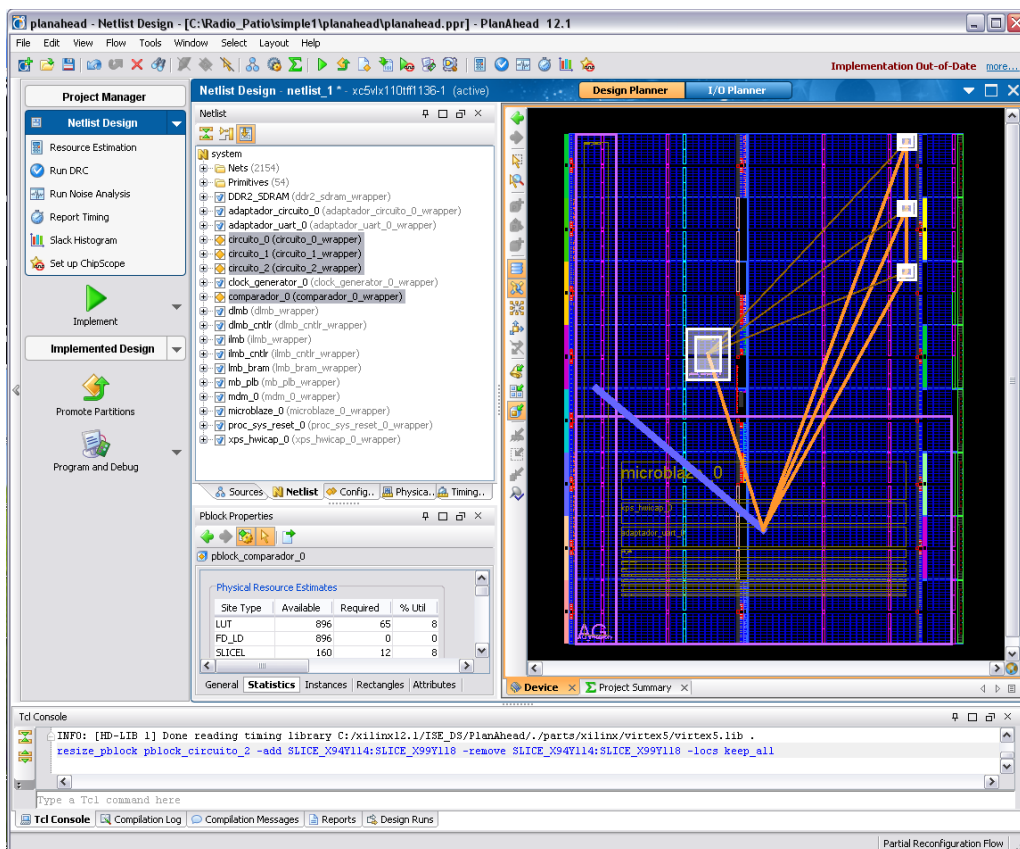 planahead - Netlist Design - [C:\Radio_Patio\simple1\planahead\planahead.ppr] - PlanAhead 12.1
File Edit View Flow Tools Window Select Layout Help
Implementation Out-of-Date more...
Project Manager
Netlist Design
Resource Estimation
Run DRC
Run Noise Analysis
Report Timing
Slack Histogram
Set up ChipScope
Implement
Implemented Design
Promote Partitions
Program and Debug
Netlist Design - netlist_1 * - xc5vlx110tff1136-1 (active)
Design Planner
I/O Planner
Netlist
system
Nets (2154)
Primitives (54)
DDR2_SDRAM (ddr2_sdram_wrapper)
adaptador_circuito_0 (adaptador_circuito_0_wrapper)
adaptador_uart_0 (adaptador_uart_0_wrapper)
circuito_0 (circuito_0_wrapper)
circuito_1 (circuito_1_wrapper)
circuito_2 (circuito_2_wrapper)
clock_generator_0 (clock_generator_0_wrapper)
comparador_0 (comparador_0_wrapper)
dlmb (dlmb_wrapper)
dlmb_cntlr (dlmb_cntlr_wrapper)
ilmb (ilmb_wrapper)
ilmb_cntlr (ilmb_cntlr_wrapper)
lmb_bram (lmb_bram_wrapper)
mb_plb (mb_plb_wrapper)
mdm_0 (mdm_0_wrapper)
microblaze_0 (microblaze_0_wrapper)
proc_sys_reset_0 (proc_sys_reset_0_wrapper)
xps_hwicap_0 (xps_hwicap_0_wrapper)
Sources Netlist Config.. Physica.. Timing..
Pblock Properties
pblock_comparador_0
Physical Resource Estimates
Site Type Available Required % Util
LUT 896 65 8
FD_LD 896 0 0
SLICEL 160 12 8
General Statistics Instances Rectangles Attributes
microblaze_0
xps_hwicap_0
adaptador_uart_0
AG
Device Project Summary
Tcl Console
INFO: [HD-LIB 1] Done reading timing library C:/xilinx12.1/ISE_DS/PlanAhead/./parts/xilinx/virtex5/virtex5.lib .
resize_pblock pblock_circuito_2 -add SLICE_X94Y114:SLICE_X99Y118 -remove SLICE_X94Y114:SLICE_X99Y118 -locs keep_all
Type a Tcl command here
Tcl Console Compilation Log Compilation Messages Reports Design Runs
Partial Reconfiguration Flow